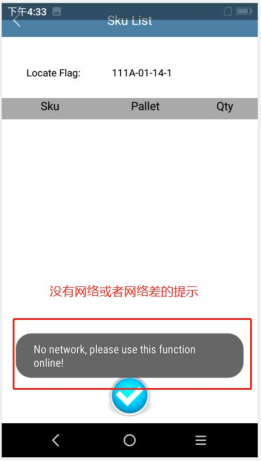 下午4:33
Sku List
Locate Flag: 111A-01-14-1
Sku Pallet Qty
没有网络或者网络差的提示
No network, please use this function
online!